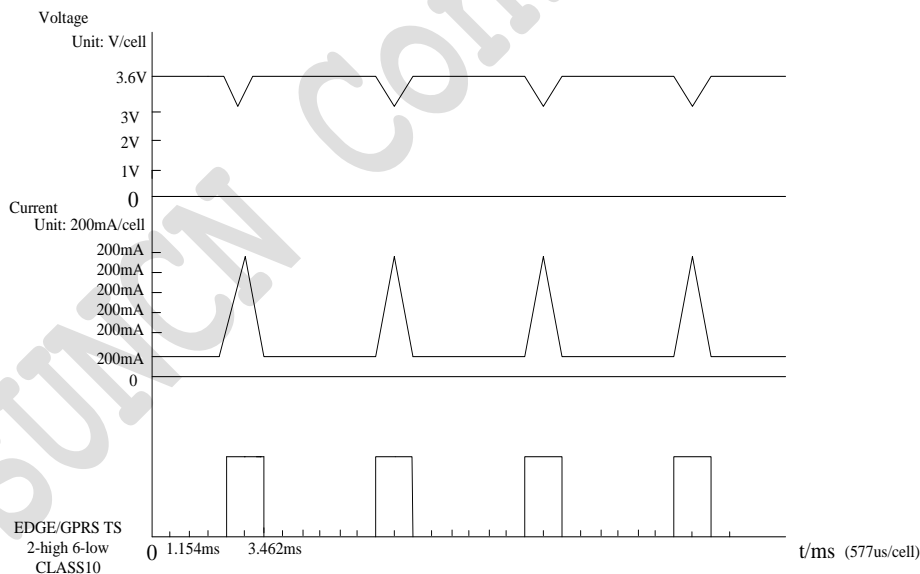 Voltage
Unit: V/cell
3.6V
3V
2V
1V
0
Current
Unit: 200mA/cell
200mA
200mA
200mA
200mA
200mA
200mA
0
EDGE/GPRS TS
2-high 6-low
CLASS10
0 1.154ms 3.462ms t/ms (577us/cell)